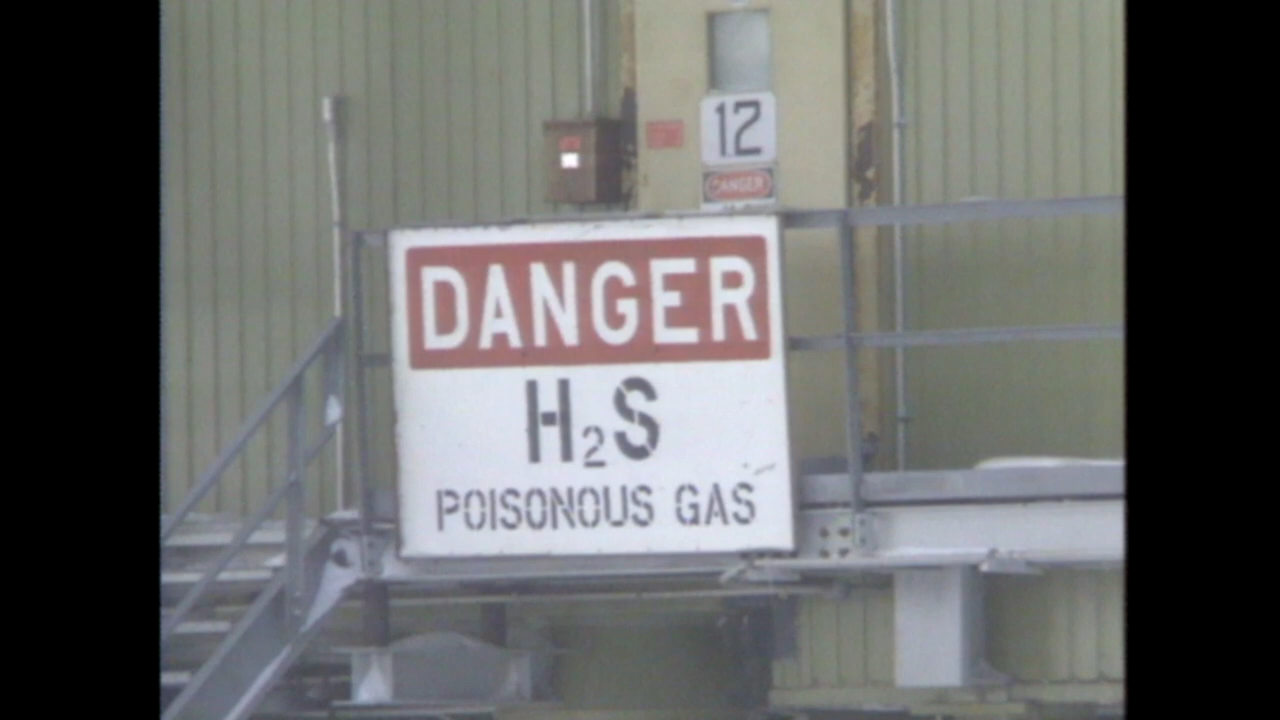 12
DANGER
DANGER
H₂S
POISONOUS GAS